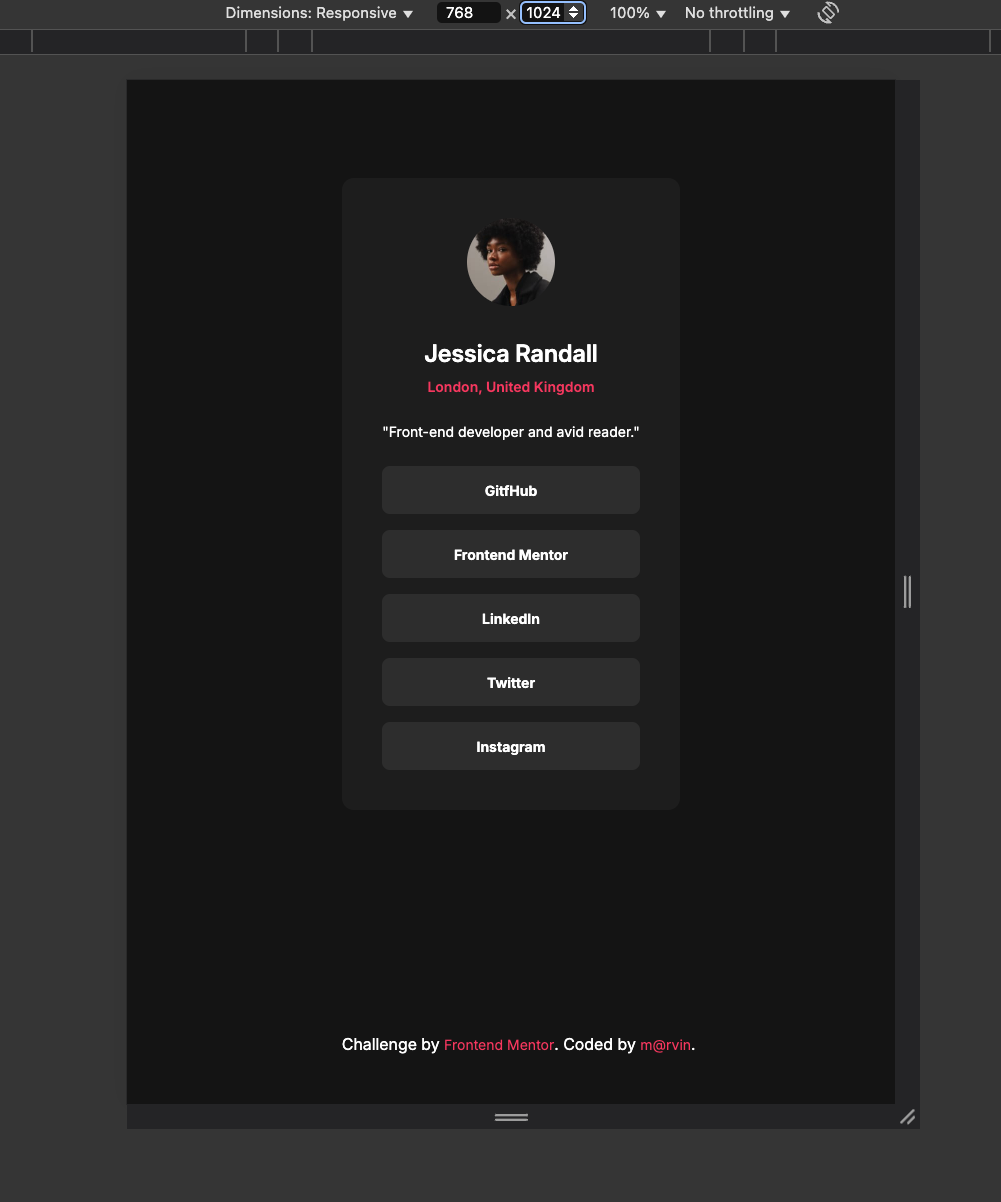 Dimensions: Responsive 768 × 1024 100% No throttling
Jessica Randall
London, United Kingdom
"Front-end developer and avid reader."
GitfHub
Frontend Mentor
LinkedIn
Twitter
Instagram
Challenge by Frontend Mentor. Coded by m@rvin.